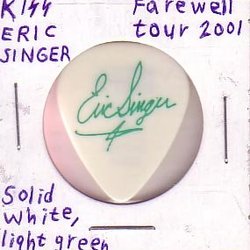 KISS
ERIC
SINGER
Farewell
tour 2001
Eric Singer
Solid
white,
light green